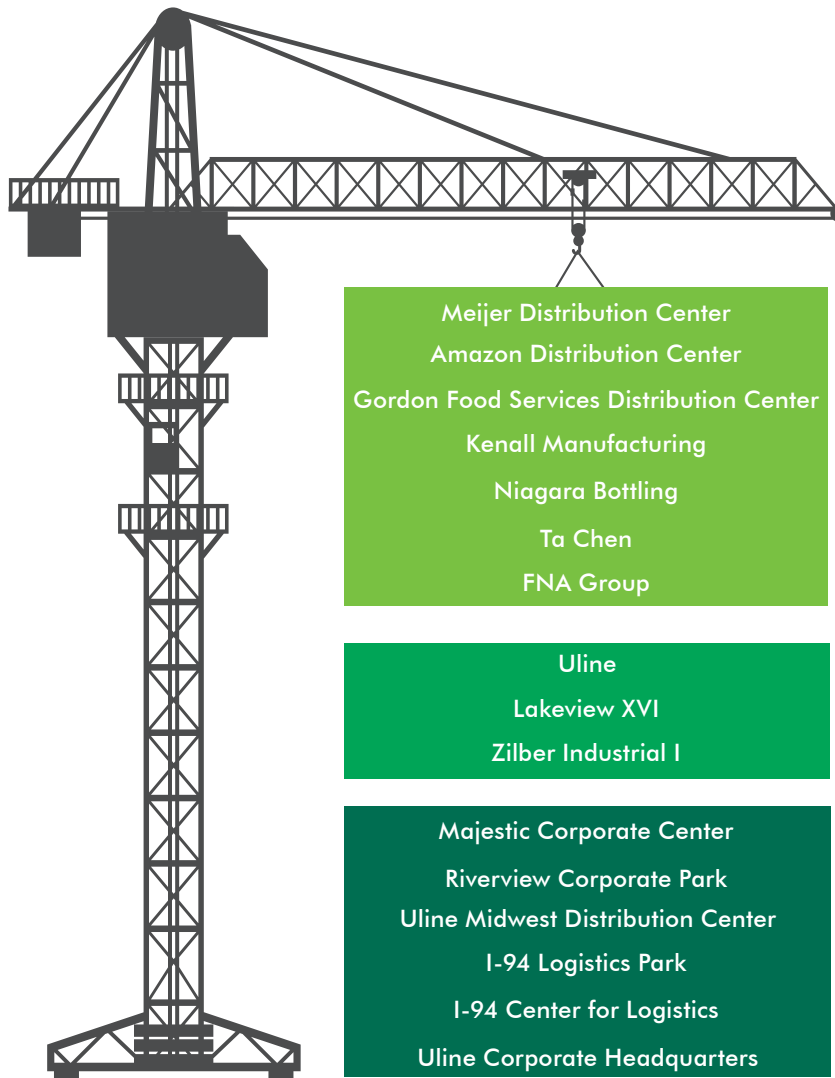 Meijer Distribution Center
Amazon Distribution Center
Gordon Food Services Distribution Center
Kenall Manufacturing
Niagara Bottling
Ta Chen
FNA Group
Uline
Lakeview XVI
Zilber Industrial I
Majestic Corporate Center
Riverview Corporate Park
Uline Midwest Distribution Center
I-94 Logistics Park
I-94 Center for Logistics
Uline Corporate Headquarters